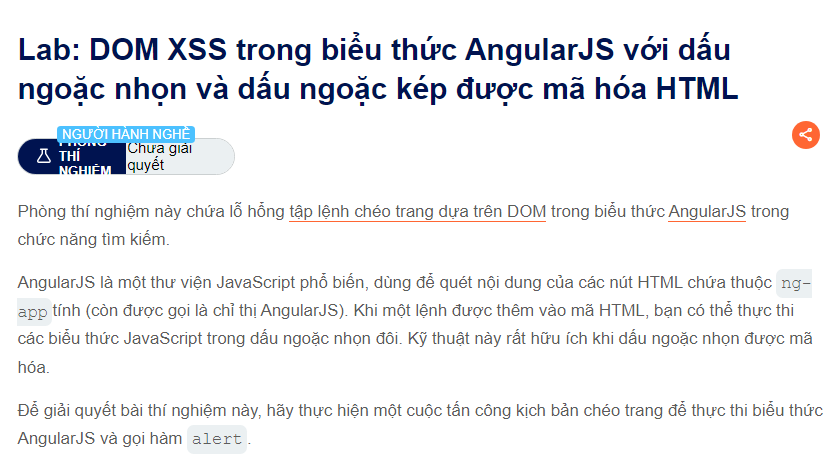 Lab: DOM XSS trong biểu thức AngularJS với dấu
ngoặc nhọn và dấu ngoặc kép được mã hóa HTML
NGƯỜI HÀNH NGHỀ
PHÒNG
THÍ
NGHIỆM
Chưa giải
quyết
Phòng thí nghiệm này chứa lỗ hổng tập lệnh chéo trang dựa trên DOM trong biểu thức AngularJS trong
chức năng tìm kiếm.
AngularJS là một thư viện JavaScript phổ biến, dùng để quét nội dung của các nút HTML chứa thuộc ng-
app tính (còn được gọi là chỉ thị AngularJS). Khi một lệnh được thêm vào mã HTML, bạn có thể thực thi
các biểu thức JavaScript trong dấu ngoặc nhọn đôi. Kỹ thuật này rất hữu ích khi dấu ngoặc nhọn được mã
hóa.
Để giải quyết bài thí nghiệm này, hãy thực hiện một cuộc tấn công kịch bản chéo trang để thực thi biểu thức
AngularJS và gọi hàm alert.